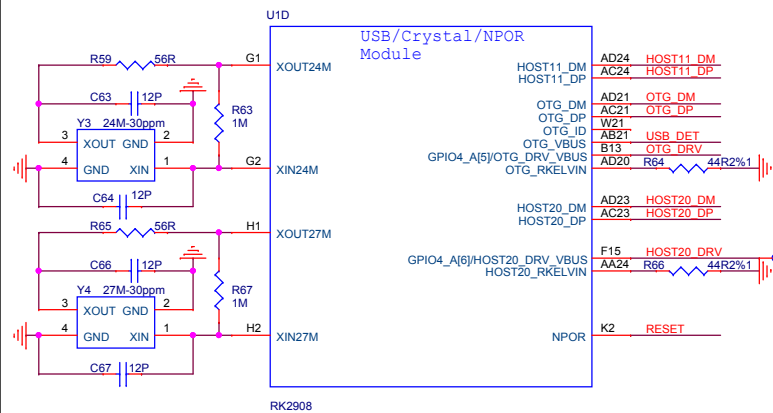 U1D
USB/Crystal/NPOR
Module
R59 56R G1 XOUT24M
C63 12P
Y3 24M-30ppm
3 XOUT GND 2
4 GND XIN 1
R63
1M
G2 XIN24M
C64 12P
R65 56R H1 XOUT27M
C66 12P
Y4 27M-30ppm
3 XOUT GND 2
4 GND XIN 1
R67
1M
H2 XIN27M
C67 12P
HOST11_DM AD24 HOST11_DM
HOST11_DP AC24 HOST11_DP
OTG_DM AD21 OTG_DM
OTG_DP AC21 OTG_DP
OTG_ID W21
OTG_VBUS AB21 USB_DET
GPIO4_A[5]/OTG_DRV_VBUS B13 OTG_DRV
OTG_RKELVIN AD20 R64 44R2%1
HOST20_DM AD23 HOST20_DM
HOST20_DP AC23 HOST20_DP
GPIO4_A[6]/HOST20_DRV_VBUS F15 HOST20_DRV
HOST20_RKELVIN AA24 R66 44R2%1
NPOR K2 RESET
RK2908